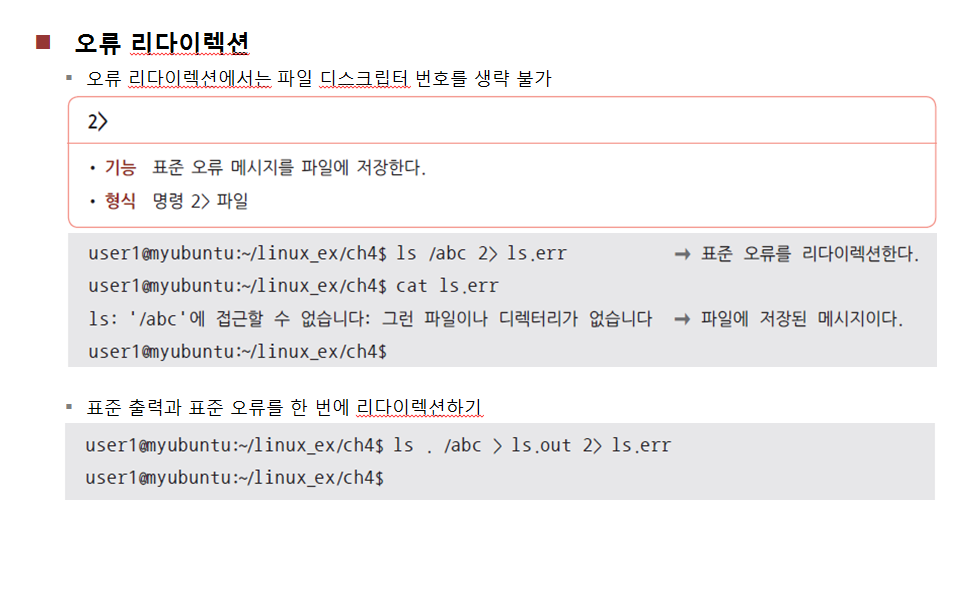 ■ 오류 리다이렉션
▪ 오류 리다이렉션에서는 파일 디스크립터 번호를 생략 불가
2>
• 기능 표준 오류 메시지를 파일에 저장한다.
• 형식 명령 2> 파일
user1@myubuntu:~/linux_ex/ch4$ ls /abc 2> ls.err → 표준 오류를 리다이렉션한다.
user1@myubuntu:~/linux_ex/ch4$ cat ls.err
ls: '/abc'에 접근할 수 없습니다: 그런 파일이나 디렉터리가 없습니다 → 파일에 저장된 메시지이다.
user1@myubuntu:~/linux_ex/ch4$
▪ 표준 출력과 표준 오류를 한 번에 리다이렉션하기
user1@myubuntu:~/linux_ex/ch4$ ls . /abc > ls.out 2> ls.err
user1@myubuntu:~/linux_ex/ch4$